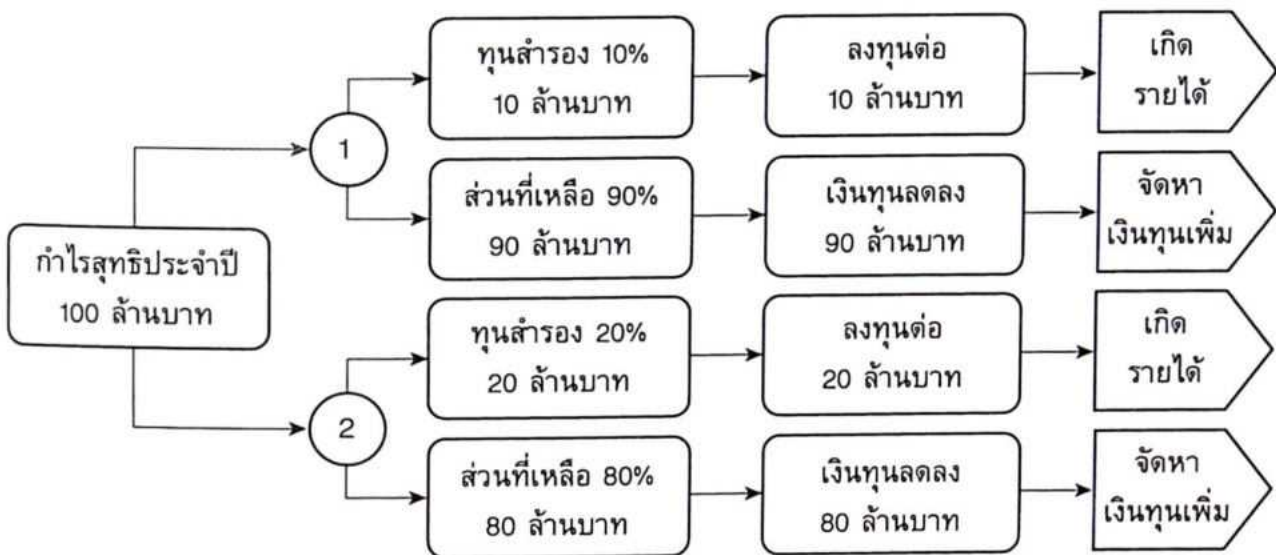 กำไรสุทธิประจำปี
100 ล้านบาท
1
ทุนสำรอง 10%
10 ล้านบาท
ลงทุนต่อ
10 ล้านบาท
เกิด
รายได้
ส่วนที่เหลือ 90%
90 ล้านบาท
เงินทุนลดลง
90 ล้านบาท
จัดหา
เงินทุนเพิ่ม
2
ทุนสำรอง 20%
20 ล้านบาท
ลงทุนต่อ
20 ล้านบาท
เกิด
รายได้
ส่วนที่เหลือ 80%
80 ล้านบาท
เงินทุนลดลง
80 ล้านบาท
จัดหา
เงินทุนเพิ่ม